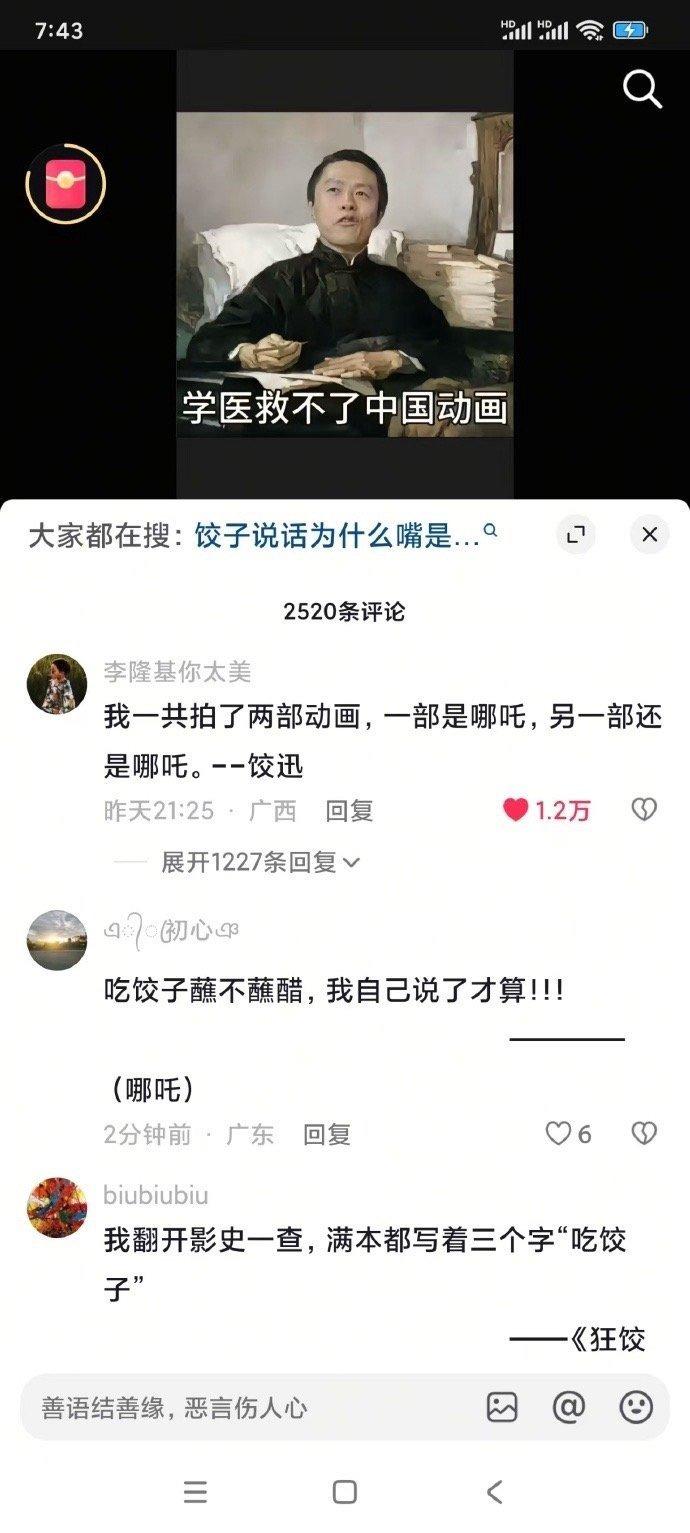 7:43
HD HD
学医救不了中国动画
大家都在搜：饺子说话为什么嘴是...
2520条评论
李隆基你太美
我一共拍了两部动画，一部是哪吒，另一部还
是哪吒。--饺迅
昨天21:25 · 广西 回复 1.2万
展开1227条回复
初心
吃饺子蘸不蘸醋，我自己说了才算!!!
————
（哪吒）
2分钟前 · 广东 回复 6
biubiubiu
我翻开影史一查，满本都写着三个字“吃饺
子”
——《狂饺
善语结善缘，恶言伤人心